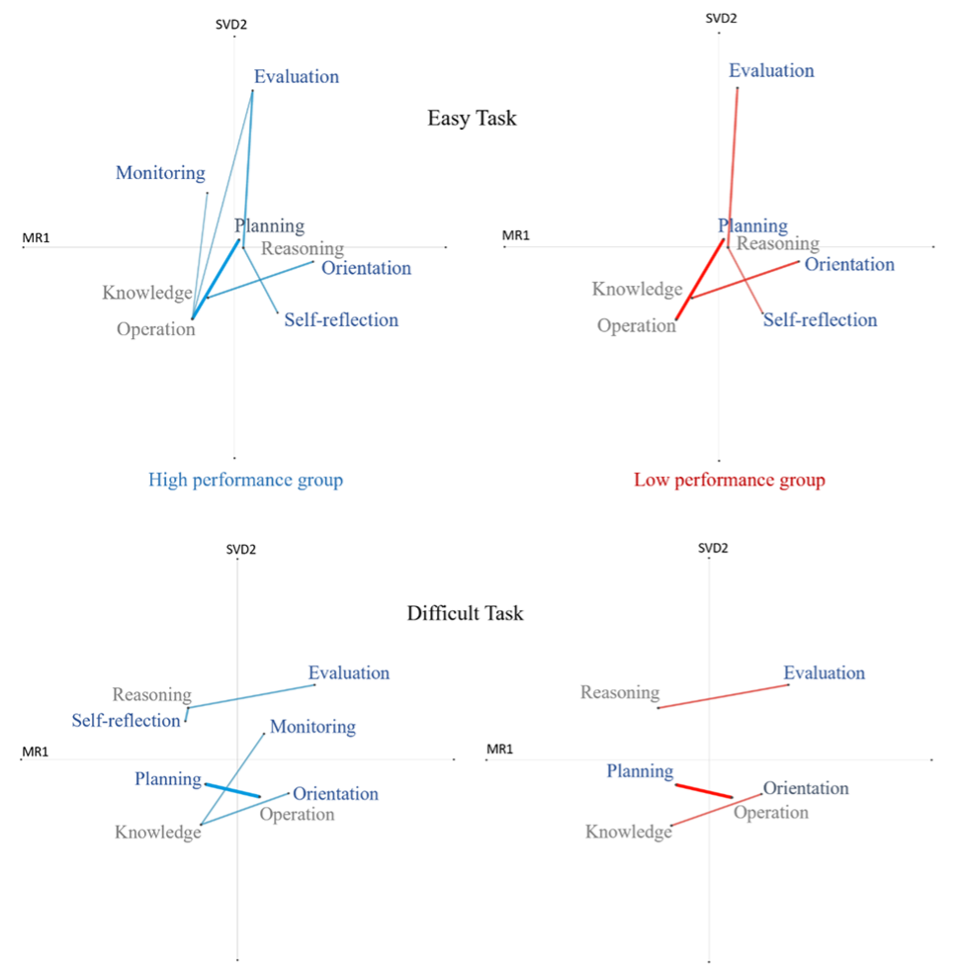 SVD2
SVD2
Evaluation
Evaluation
Easy Task
Monitoring
Planning
Planning
MR1
Reasoning
MR1
Reasoning
Orientation
Orientation
Knowledge
Knowledge
Operation
Self-reflection
Operation
Self-reflection
High performance group
Low performance group
SVD2
SVD2
Difficult Task
Evaluation
Evaluation
Reasoning
Reasoning
Self-reflection
Monitoring
MR1
MR1
Planning
Planning
Orientation
Orientation
Operation
Operation
Knowledge
Knowledge